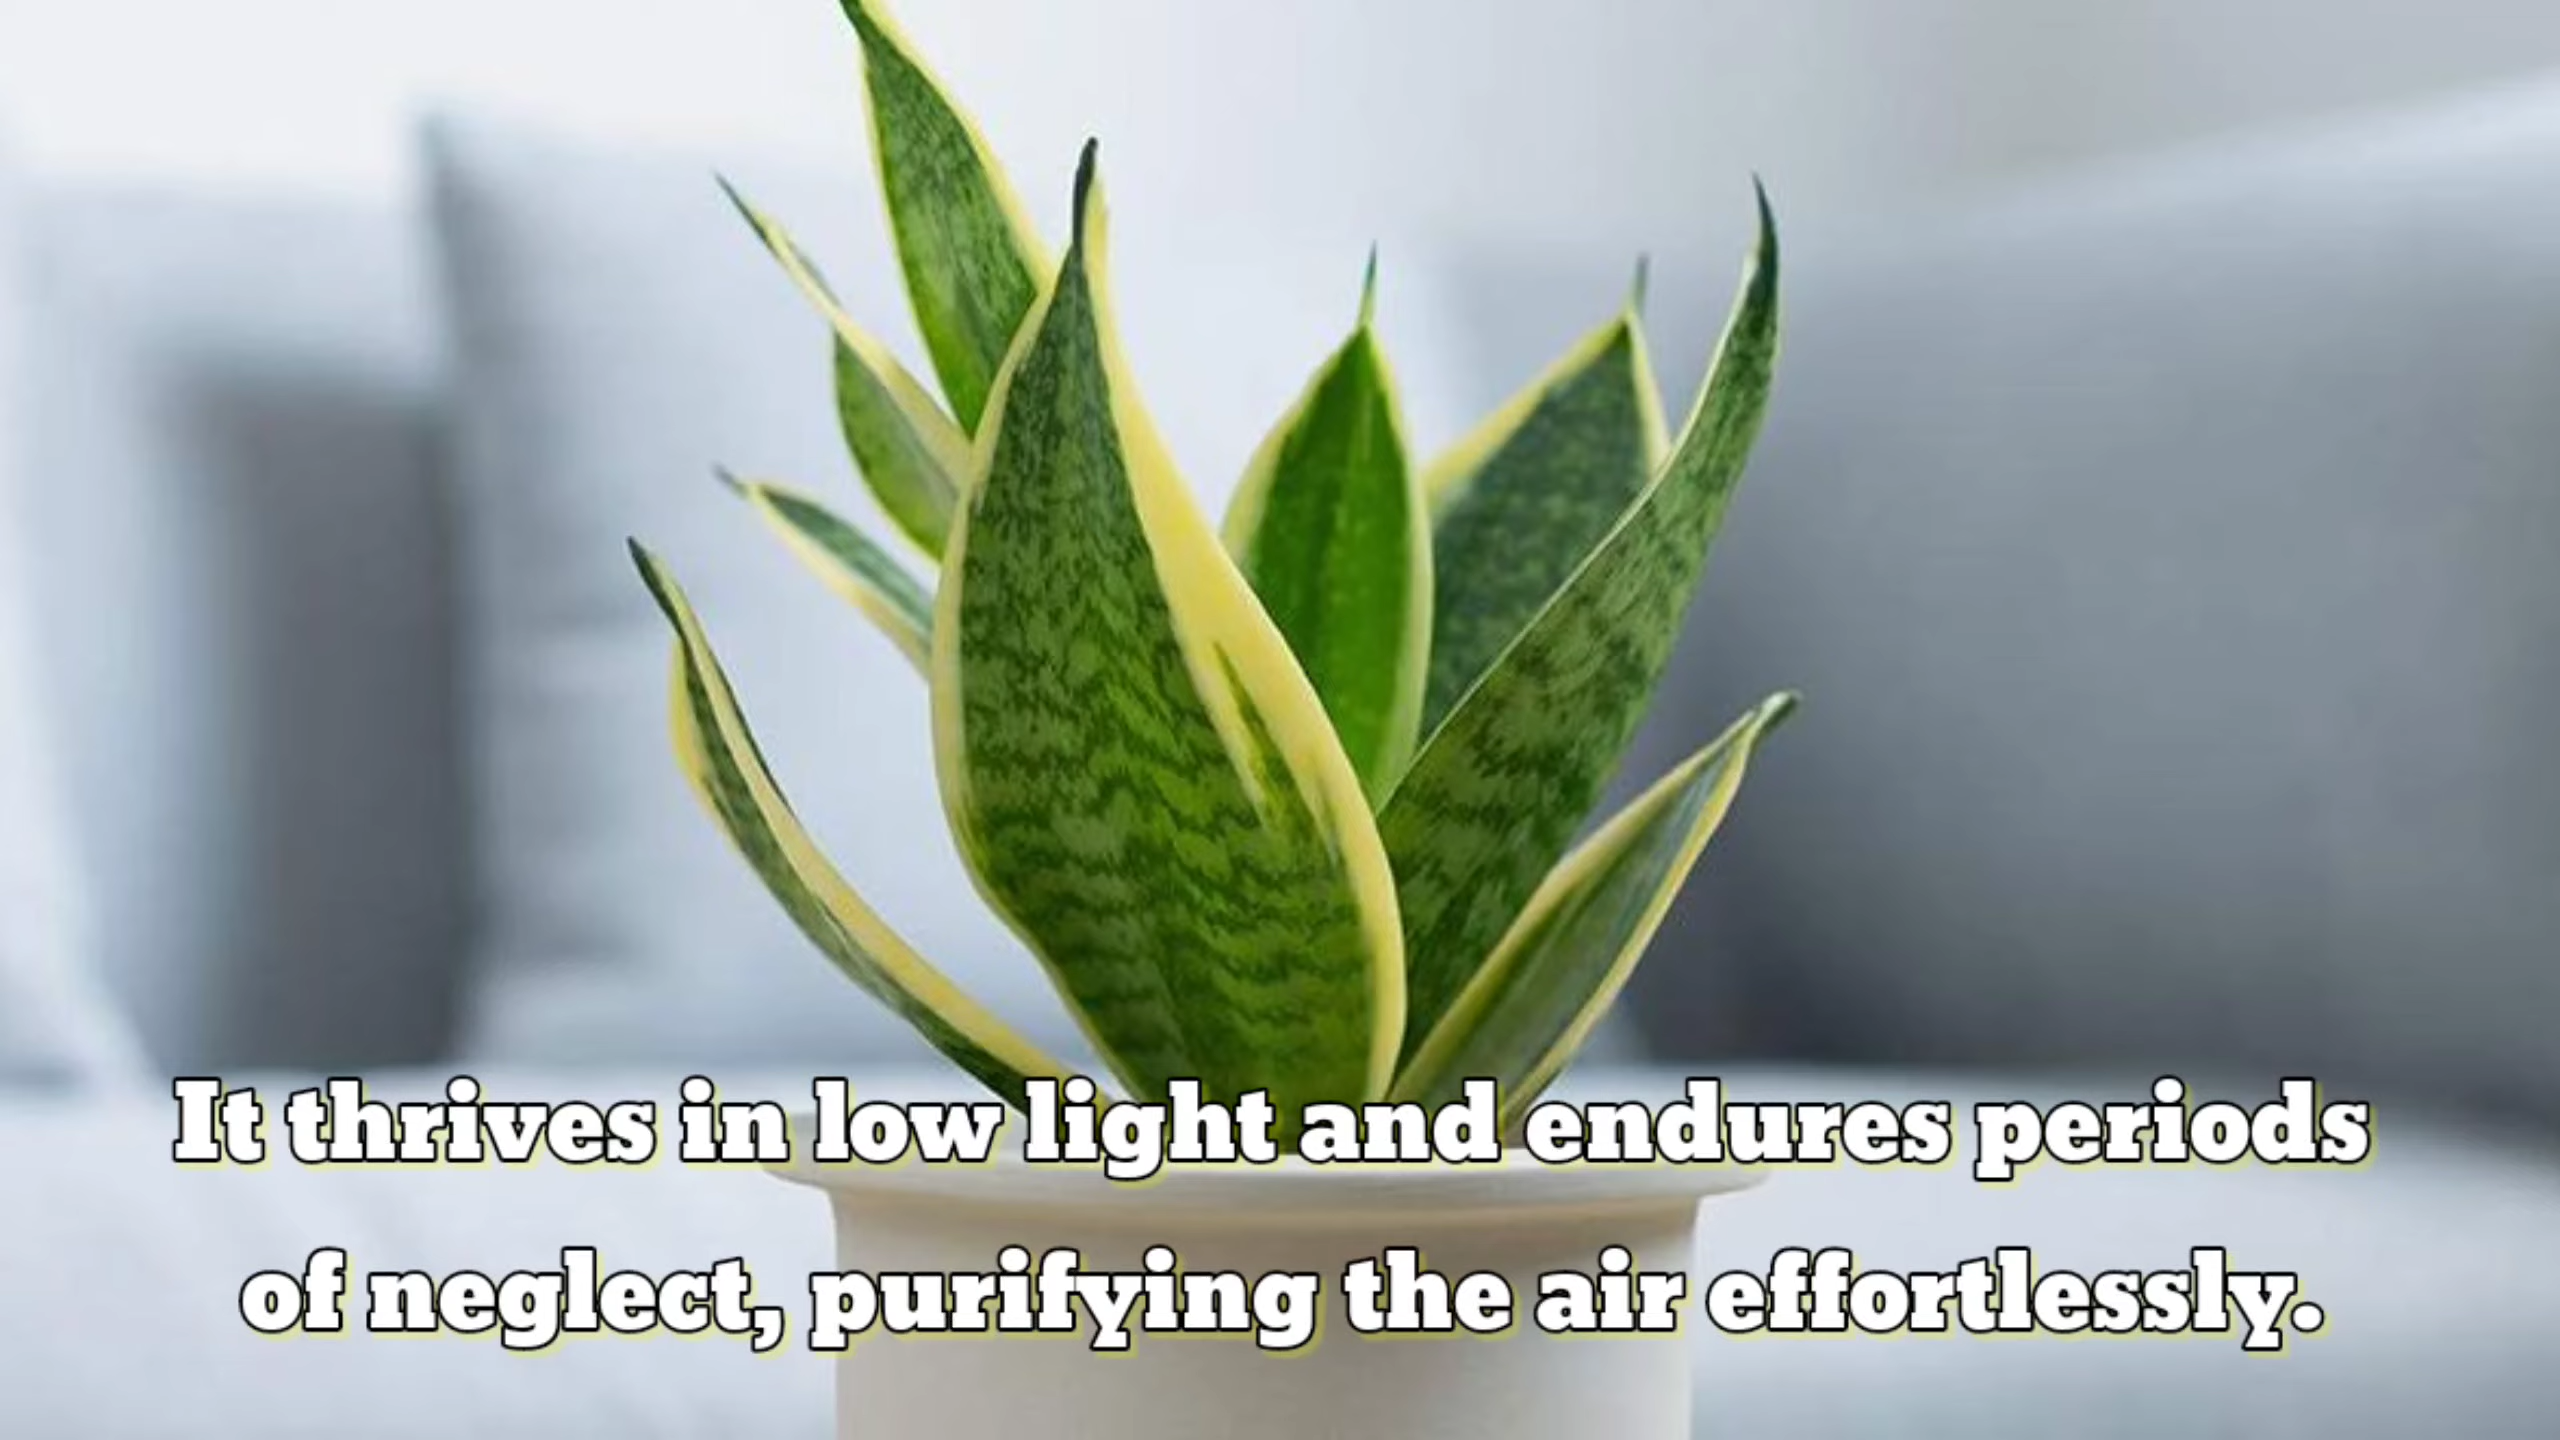 It thrives in low light and endures periods
of neglect, purifying the air effortlessly.